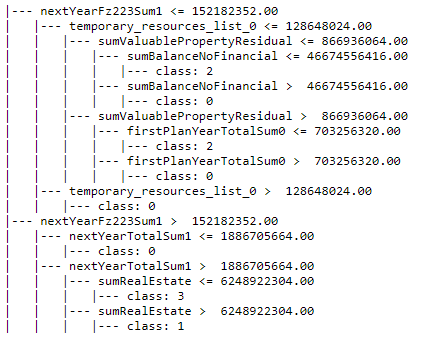 |--- nextYearFz223Sum1 <= 152182352.00
|   |--- temporary_resources_list_0 <= 128648024.00
|   |   |--- sumValuablePropertyResidual <= 866936064.00
|   |   |   |--- sumBalanceNoFinancial <= 46674556416.00
|   |   |   |   |--- class: 2
|   |   |   |--- sumBalanceNoFinancial >  46674556416.00
|   |   |   |   |--- class: 0
|   |   |--- sumValuablePropertyResidual >  866936064.00
|   |   |   |--- firstPlanYearTotalSum0 <= 703256320.00
|   |   |   |   |--- class: 2
|   |   |   |--- firstPlanYearTotalSum0 >  703256320.00
|   |   |   |   |--- class: 0
|   |--- temporary_resources_list_0 >  128648024.00
|   |   |--- class: 0
|--- nextYearFz223Sum1 >  152182352.00
|   |--- nextYearTotalSum1 <= 1886705664.00
|   |   |--- class: 0
|   |--- nextYearTotalSum1 >  1886705664.00
|   |   |--- sumRealEstate <= 6248922304.00
|   |   |   |--- class: 3
|   |   |--- sumRealEstate >  6248922304.00
|   |   |   |--- class: 1